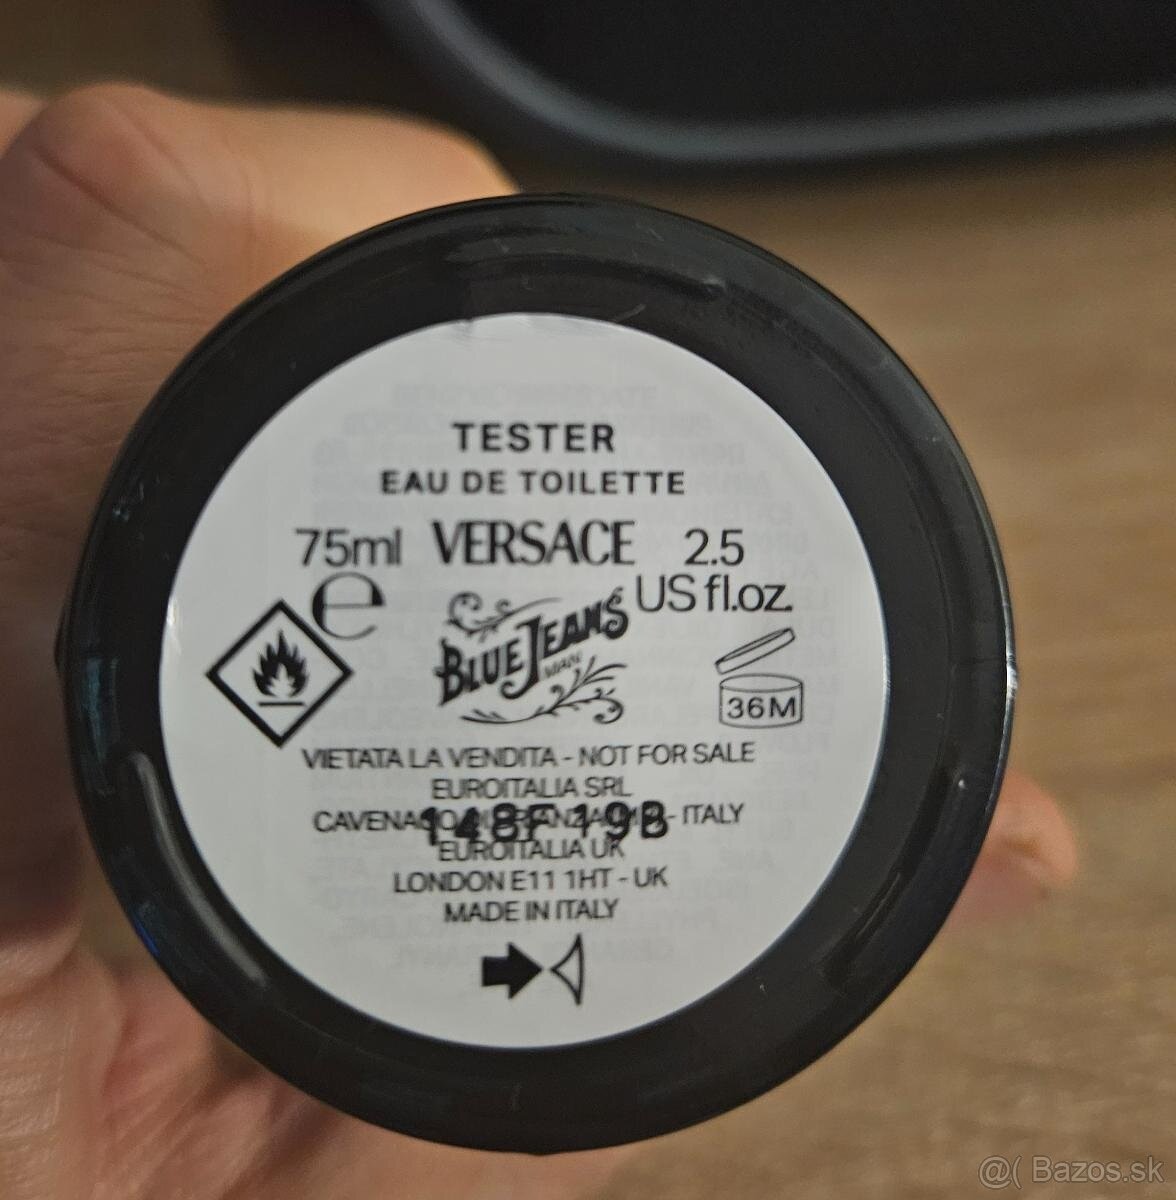 TESTER
EAU DE TOILETTE
75ml VERSACE 2.5
US fl.oz.
e
BLUE JEANS
MAN
36M
VIETATA LA VENDITA - NOT FOR SALE
EUROITALIA SRL
- ITALY
148F19B
EUROITALIA UK
LONDON E11 1HT - UK
MADE IN ITALY
@( Bazos.sk